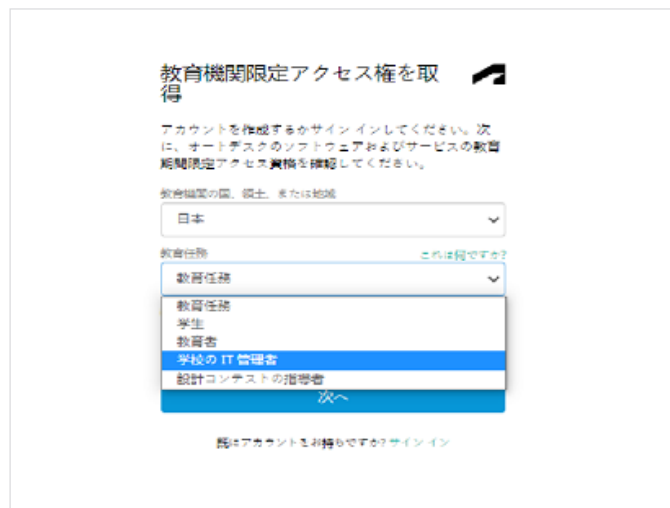 教育機関限定アクセス権を取
得
アカウントを作成するかサイン インしてください。次
に、オートデスクのソフトウェアおよびサービスの教育
期間限定アクセス資格を確認してください。
教育機関の国、領土、または地域
日本
教育任務 これは何ですか?
教育任務
教育任務
学生
教育者
学校の IT 管理者
設計コンテストの指導者
次へ
既はアカウントをお持ちですか? サイン イン